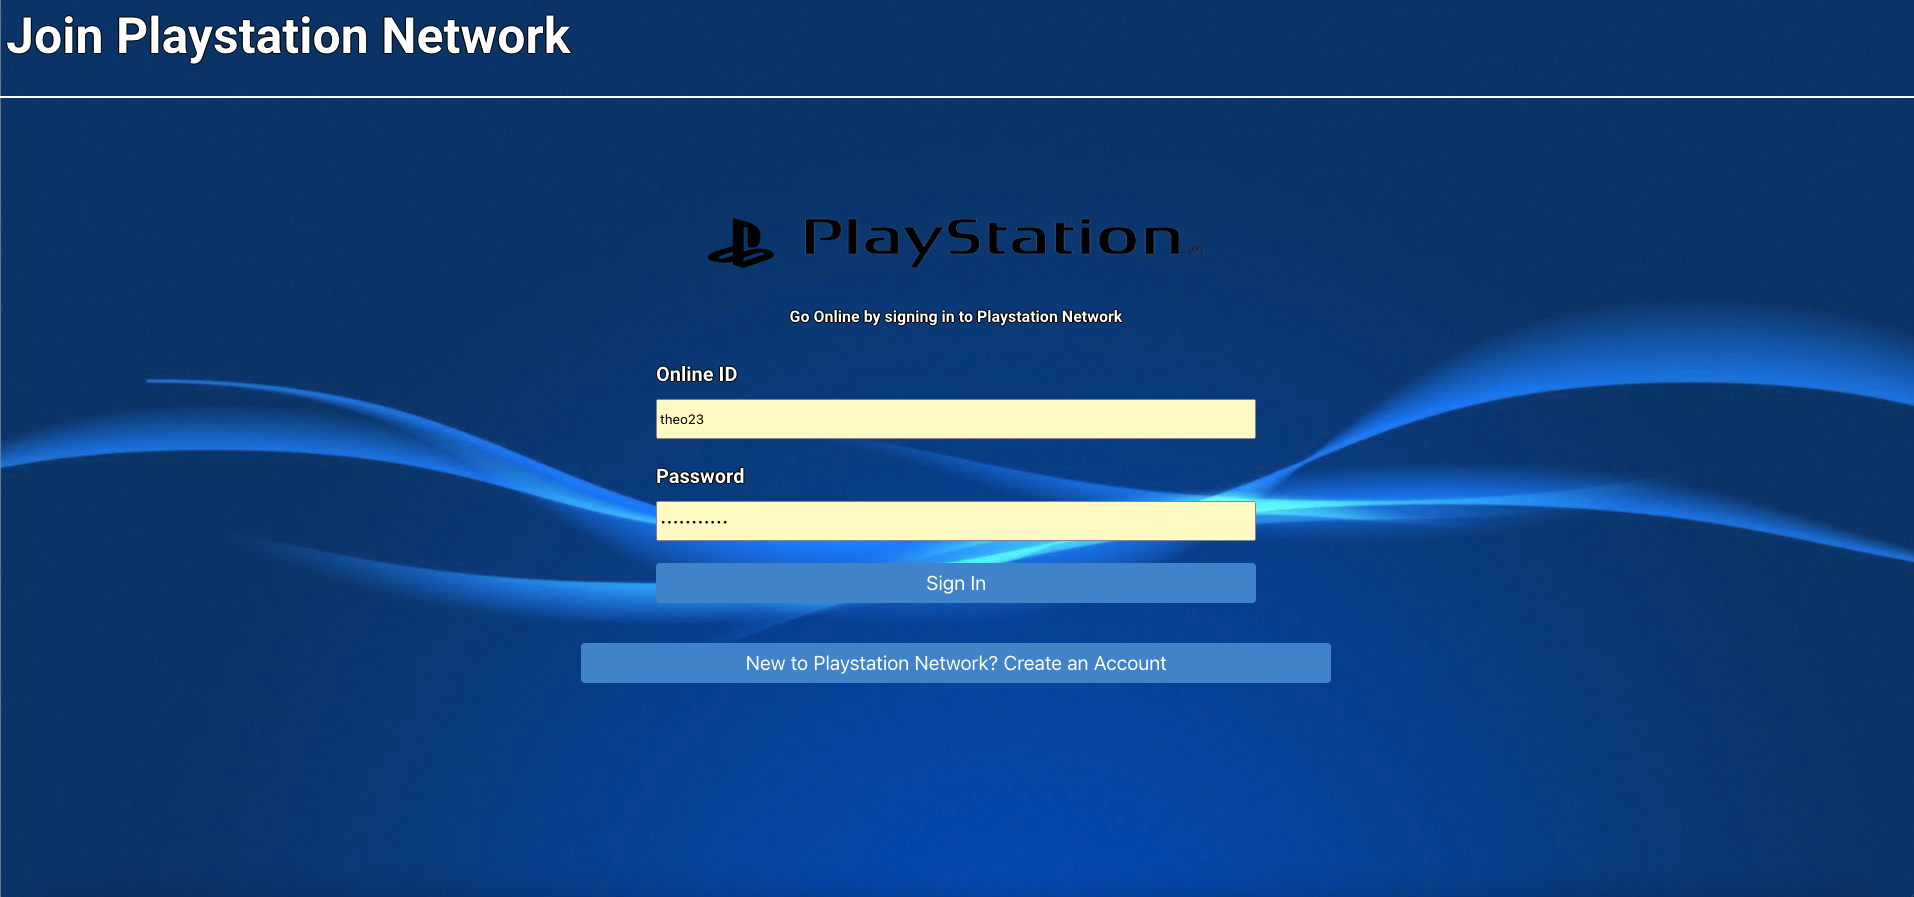 Join Playstation Network
PlayStation
Go Online by signing in to Playstation Network
Online ID
theo23
Password
•••••••••••
Sign In
New to Playstation Network? Create an Account